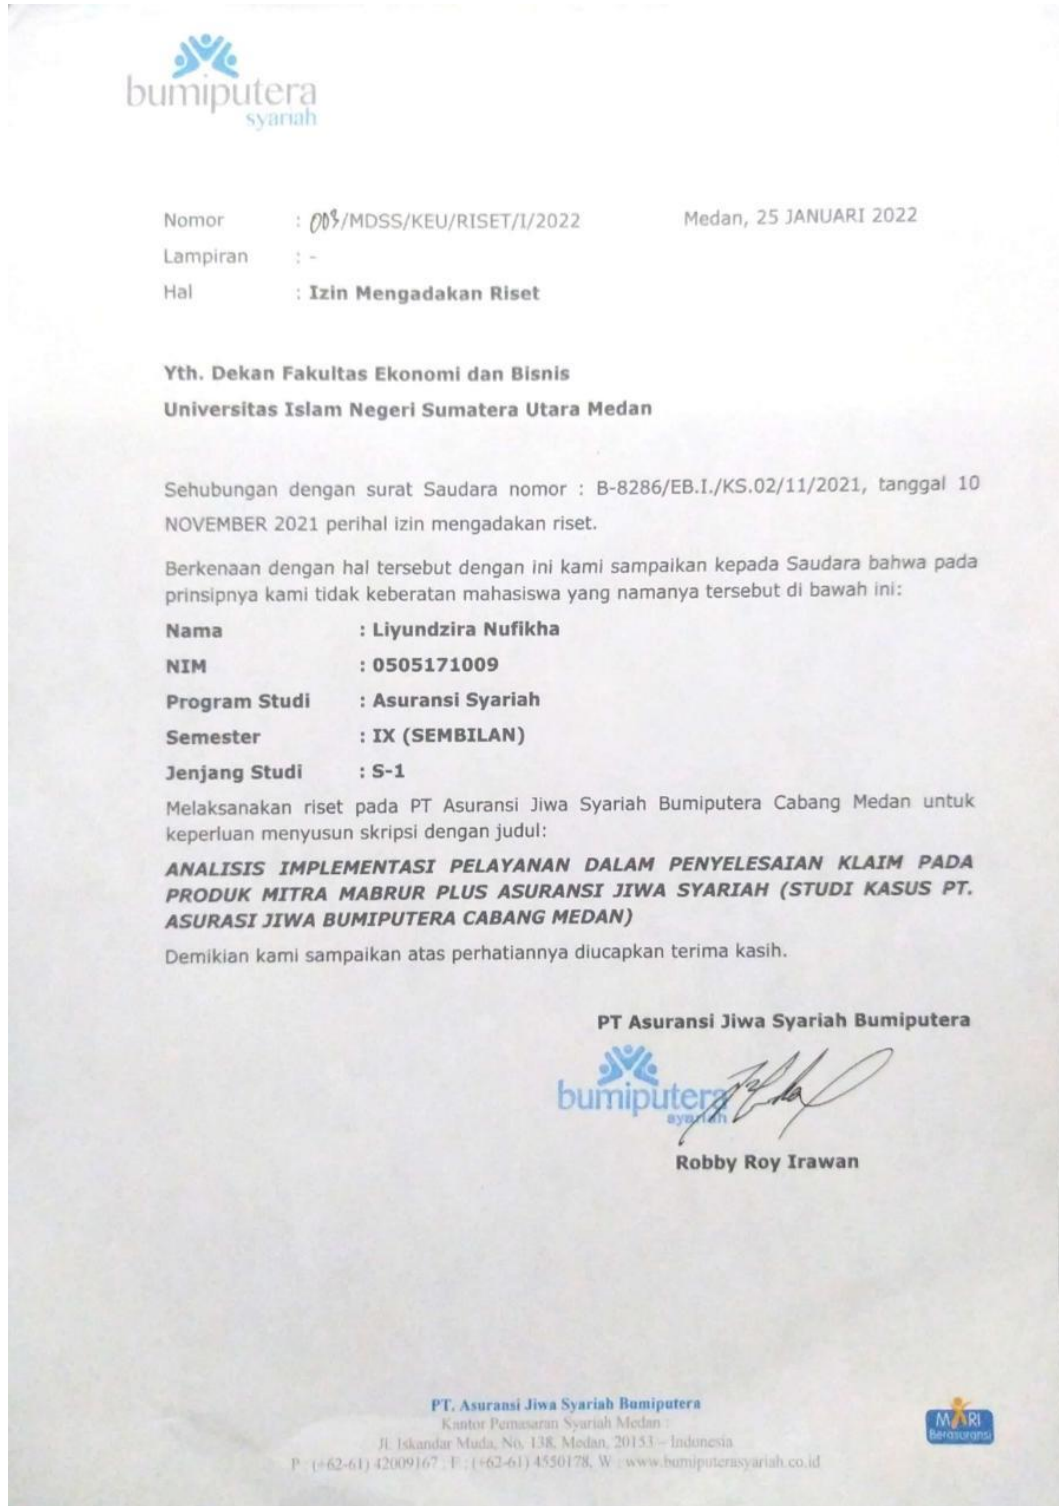 bumiputera
syariah
Nomor : 003/MDSS/KEU/RISET/I/2022 Medan, 25 JANUARI 2022
Lampiran : -
Hal : Izin Mengadakan Riset
Yth. Dekan Fakultas Ekonomi dan Bisnis
Universitas Islam Negeri Sumatera Utara Medan
Sehubungan dengan surat Saudara nomor : B-8286/EB.I./KS.02/11/2021, tanggal 10
NOVEMBER 2021 perihal izin mengadakan riset.
Berkenaan dengan hal tersebut dengan ini kami sampaikan kepada Saudara bahwa pada
prinsipnya kami tidak keberatan mahasiswa yang namanya tersebut di bawah ini:
Nama : Liyundzira Nufikha
NIM : 0505171009
Program Studi : Asuransi Syariah
Semester : IX (SEMBILAN)
Jenjang Studi : S-1
Melaksanakan riset pada PT Asuransi Jiwa Syariah Bumiputera Cabang Medan untuk
keperluan menyusun skripsi dengan judul:
ANALISIS IMPLEMENTASI PELAYANAN DALAM PENYELESAIAN KLAIM PADA
PRODUK MITRA MABRUR PLUS ASURANSI JIWA SYARIAH (STUDI KASUS PT.
ASURASI JIWA BUMIPUTERA CABANG MEDAN)
Demikian kami sampaikan atas perhatiannya diucapkan terima kasih.
PT Asuransi Jiwa Syariah Bumiputera
bumiputera
syariah
Robby Roy Irawan
PT. Asuransi Jiwa Syariah Bumiputera
Kantor Pemasaran Syariah Medan :
Jl. Iskandar Muda, No. 138, Medan, 20153 – Indonesia
P : (+62-61) 42009167 ; F : (+62-61) 4550178, W : www.bumiputerasyariah.co.id
MARI
Berasuransi